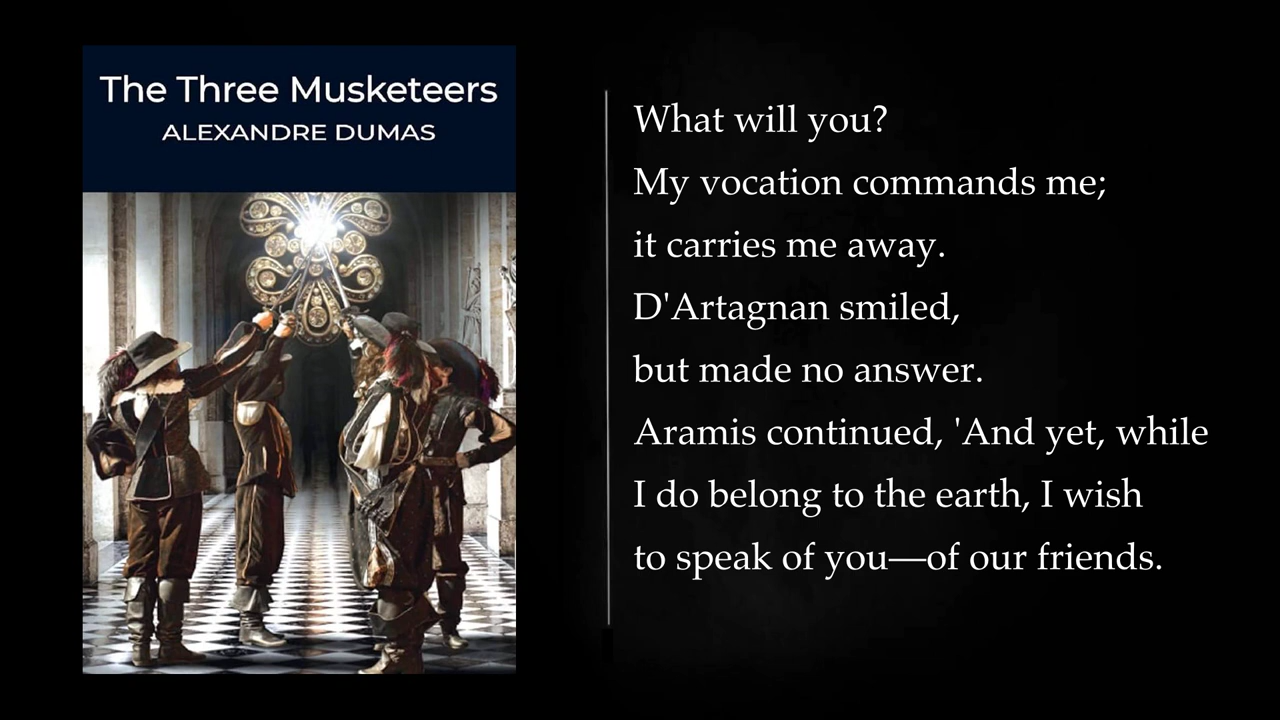 The Three Musketeers
ALEXANDRE DUMAS
What will you?
My vocation commands me;
it carries me away.
D'Artagnan smiled,
but made no answer.
Aramis continued, 'And yet, while
I do belong to the earth, I wish
to speak of you—of our friends.